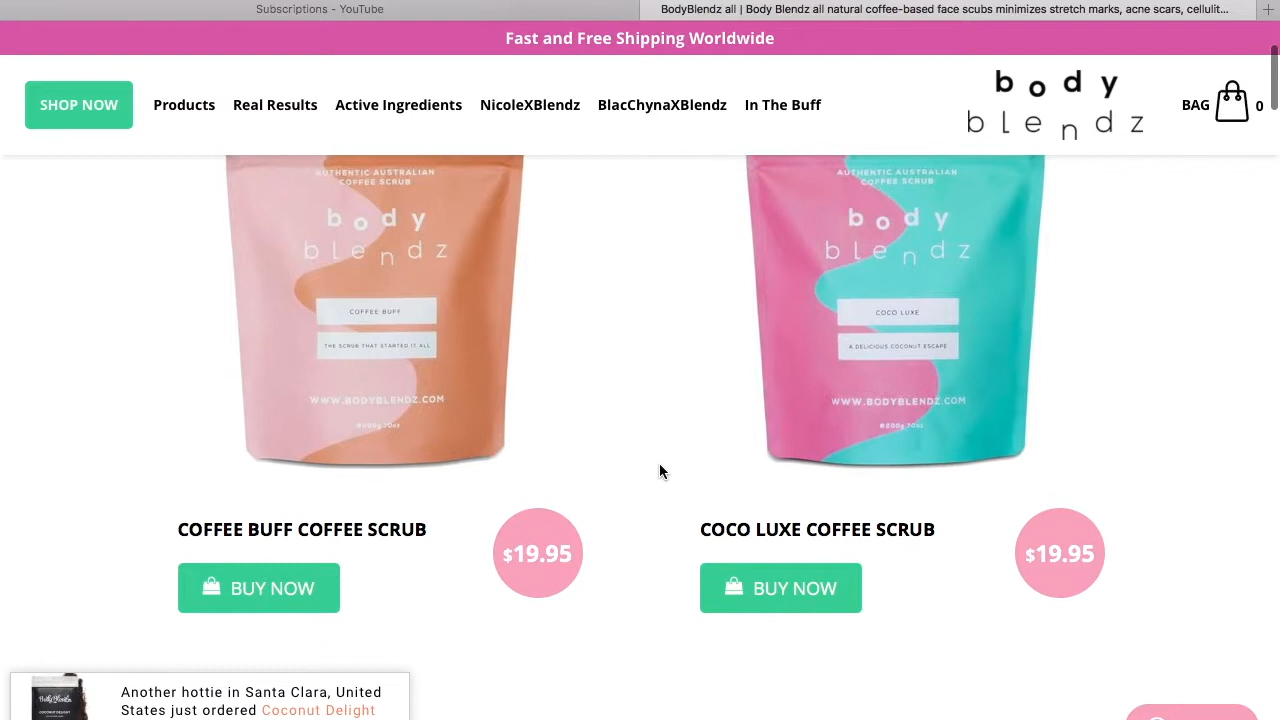 Subscriptions - YouTube
BodyBlendz all | Body Blendz all natural coffee-based face scubs minimizes stretch marks, acne scars, cellulit...
Fast and Free Shipping Worldwide
SHOP NOW
Products
Real Results
Active Ingredients
NicoleXBlendz
BlacChynaXBlendz
In The Buff
body
blendz
BAG
0
AUTHENTIC AUSTRALIAN
COFFEE SCRUB
body
blendz
COFFEE BUFF
THE SCRUB THAT STARTED IT ALL
WWW.BODYBLENDZ.COM
AUTHENTIC AUSTRALIAN
COFFEE SCRUB
body
blendz
COCO LUXE
A DELICIOUS COCONUT ESCAPE
WWW.BODYBLENDZ.COM
COFFEE BUFF COFFEE SCRUB
$19.95
BUY NOW
COCO LUXE COFFEE SCRUB
$19.95
BUY NOW
Another hottie in Santa Clara, United
States just ordered Coconut Delight